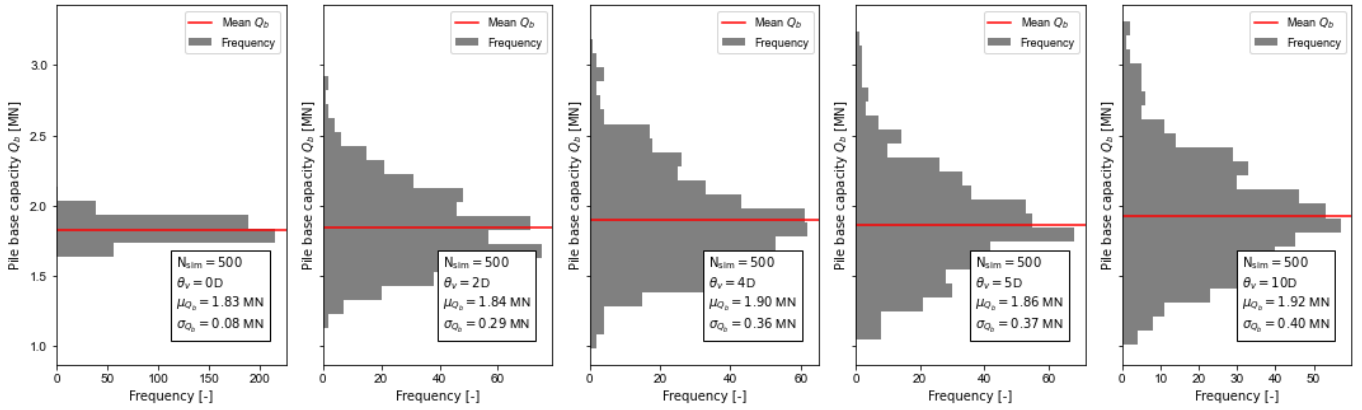 Mean Q_b
Frequency
Pile base capacity Q_b [MN]
3.0
2.5
2.0
1.5
1.0
N_sim = 500
θ_v = 0D
μ_Q_b = 1.83 MN
σ_Q_b = 0.08 MN
0 50 100 150 200
Frequency [-]
Mean Q_b
Frequency
Pile base capacity Q_b [MN]
N_sim = 500
θ_v = 2D
μ_Q_b = 1.84 MN
σ_Q_b = 0.29 MN
0 20 40 60
Frequency [-]
Mean Q_b
Frequency
Pile base capacity Q_b [MN]
N_sim = 500
θ_v = 4D
μ_Q_b = 1.90 MN
σ_Q_b = 0.36 MN
0 20 40 60
Frequency [-]
Mean Q_b
Frequency
Pile base capacity Q_b [MN]
N_sim = 500
θ_v = 5D
μ_Q_b = 1.86 MN
σ_Q_b = 0.37 MN
0 20 40 60
Frequency [-]
Mean Q_b
Frequency
Pile base capacity Q_b [MN]
N_sim = 500
θ_v = 10D
μ_Q_b = 1.92 MN
σ_Q_b = 0.40 MN
0 10 20 30 40 50
Frequency [-]